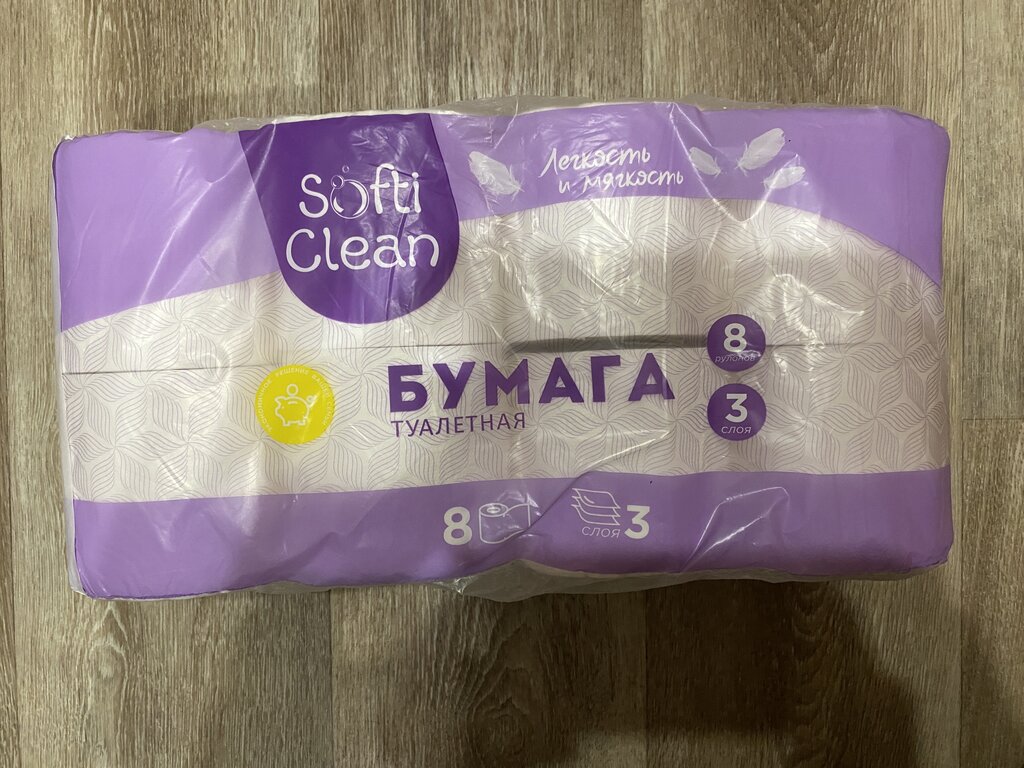 Softi
Clean
Легкость
и мягкость
8
рулонов
БУМАГА
ТУАЛЕТНАЯ
3
СЛОЯ
8
СЛОЯ 3